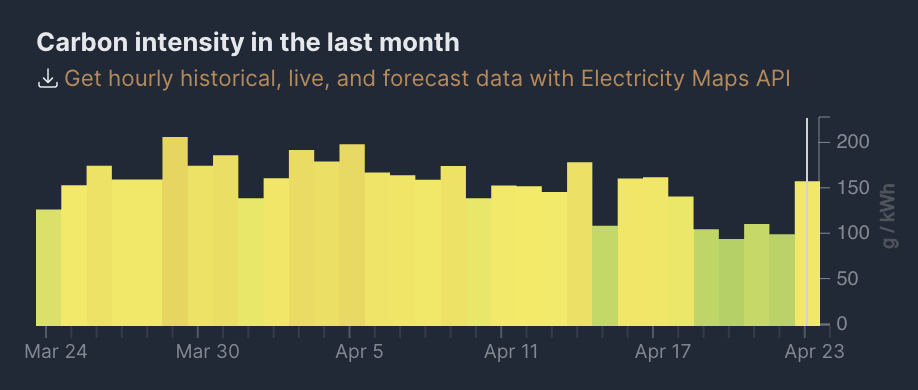 Carbon intensity in the last month
Get hourly historical, live, and forecast data with Electricity Maps API
200
150
100
50
0
g / kWh
Mar 24 Mar 30 Apr 5 Apr 11 Apr 17 Apr 23